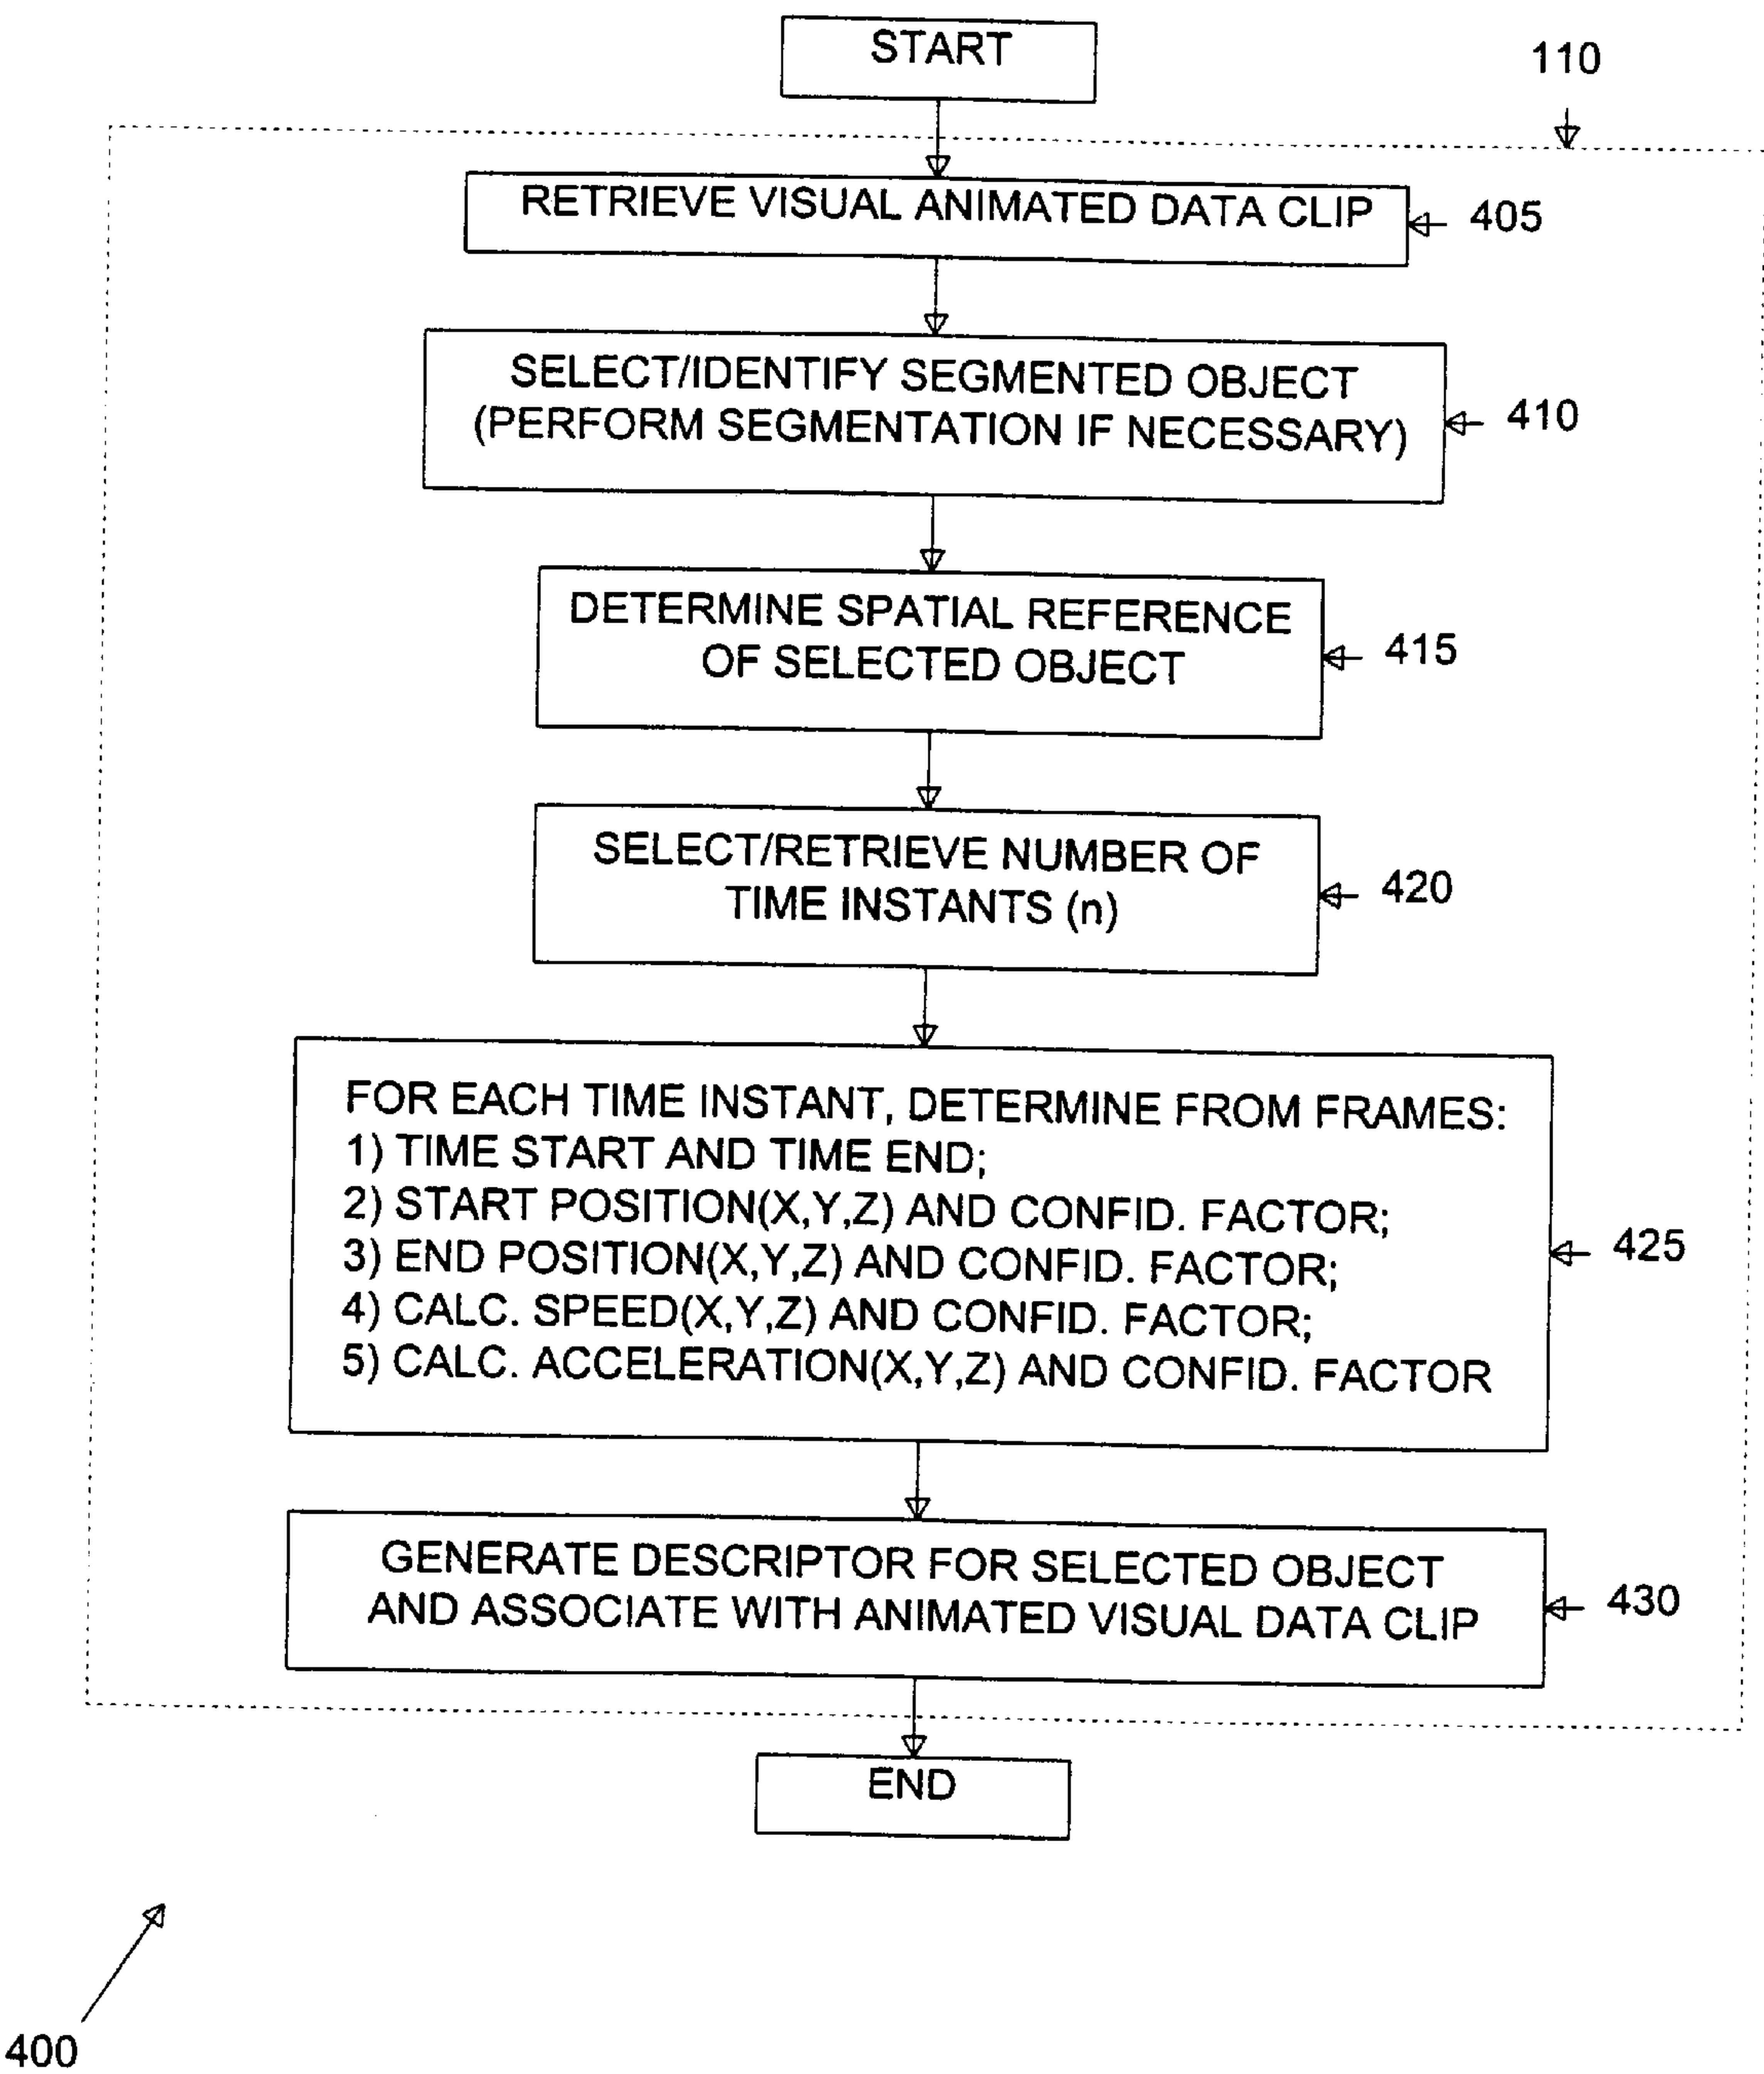 START
110
RETRIEVE VISUAL ANIMATED DATA CLIP
405
SELECT/IDENTIFY SEGMENTED OBJECT
(PERFORM SEGMENTATION IF NECESSARY)
410
DETERMINE SPATIAL REFERENCE
OF SELECTED OBJECT
415
SELECT/RETRIEVE NUMBER OF
TIME INSTANTS (n)
420
FOR EACH TIME INSTANT, DETERMINE FROM FRAMES:
1) TIME START AND TIME END;
2) START POSITION(X,Y,Z) AND CONFID. FACTOR;
3) END POSITION(X,Y,Z) AND CONFID. FACTOR;
4) CALC. SPEED(X,Y,Z) AND CONFID. FACTOR;
5) CALC. ACCELERATION(X,Y,Z) AND CONFID. FACTOR
425
GENERATE DESCRIPTOR FOR SELECTED OBJECT
AND ASSOCIATE WITH ANIMATED VISUAL DATA CLIP
430
END
400